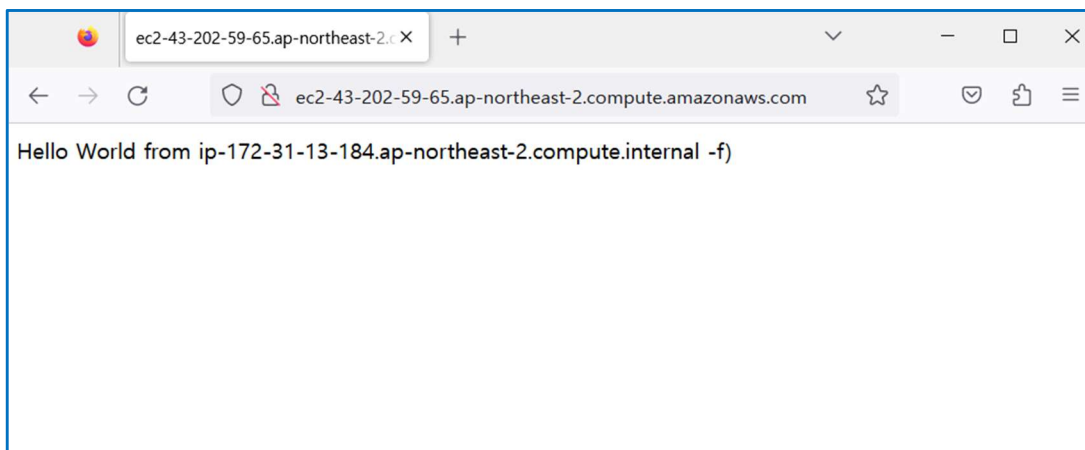 ec2-43-202-59-65.ap-northeast-2.c
ec2-43-202-59-65.ap-northeast-2.compute.amazonaws.com
Hello World from ip-172-31-13-184.ap-northeast-2.compute.internal -f)